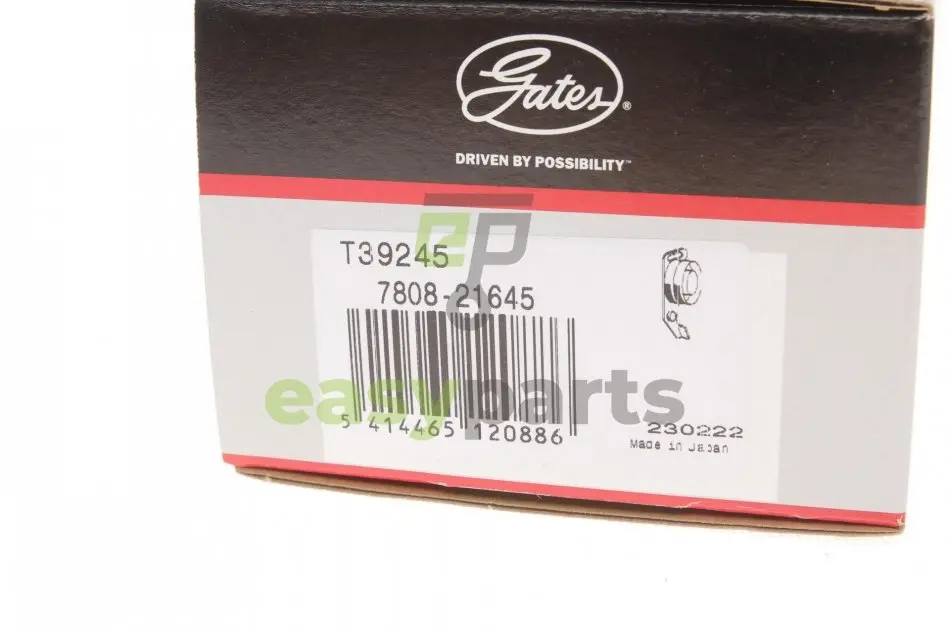 Gates®
DRIVEN BY POSSIBILITY™
T39245
7808-21645
easyparts
5 414465 120886
230222
Made in Japan